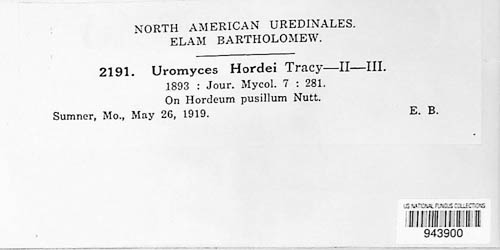 NORTH AMERICAN UREDINALES.
ELAM BARTHOLOMEW.
2191. Uromyces Hordei Tracy—II—III.
1893 : Jour. Mycol. 7 : 281.
On Hordeum pusillum Nutt.
Sumner, Mo., May 26, 1919. E. B.
US NATIONAL FUNGUS COLLECTIONS
943900